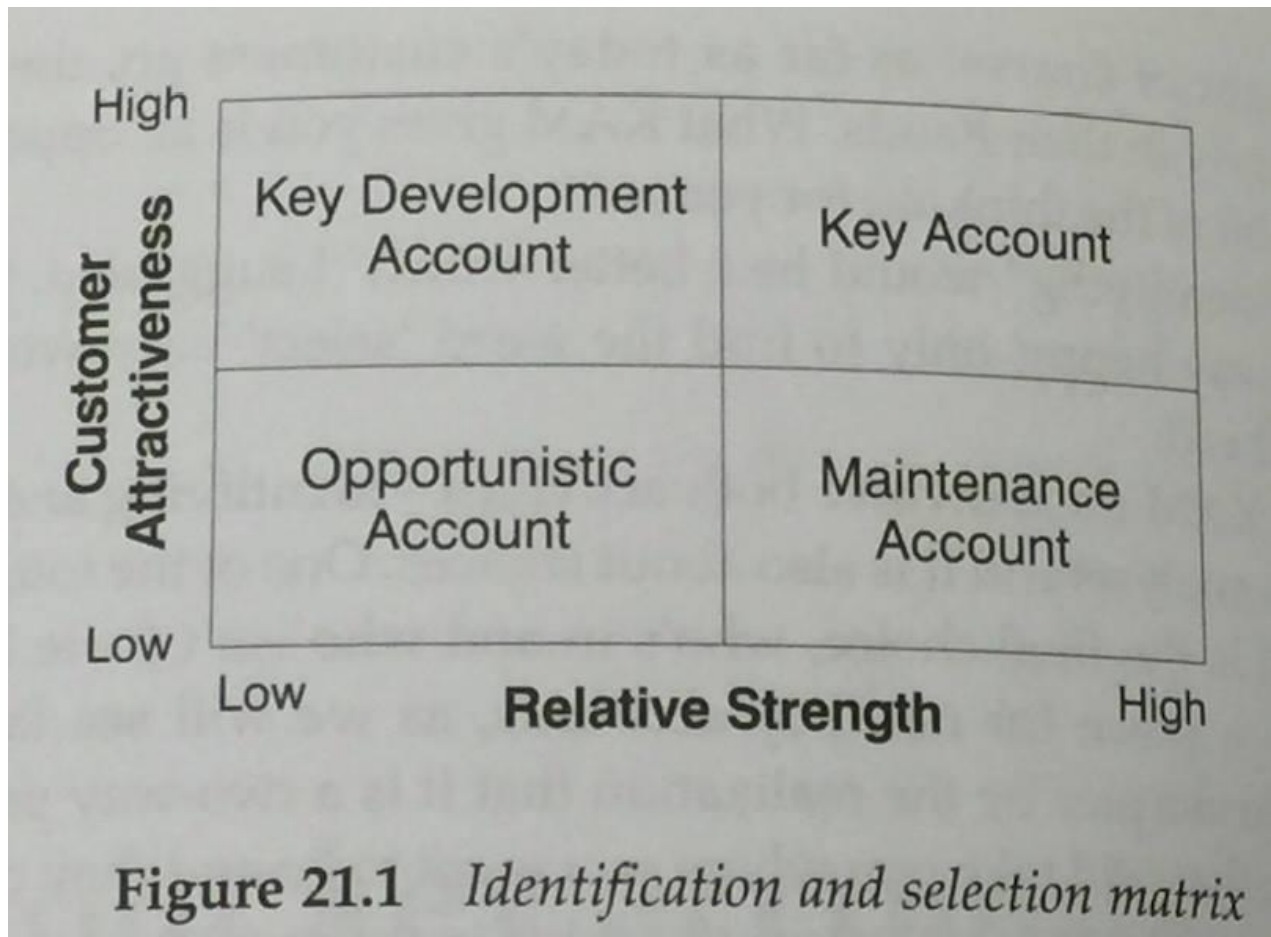 High
Key Development
Account
Key Account
Customer
Attractiveness
Opportunistic
Account
Maintenance
Account
Low
Low
Relative Strength
High
Figure 21.1 Identification and selection matrix